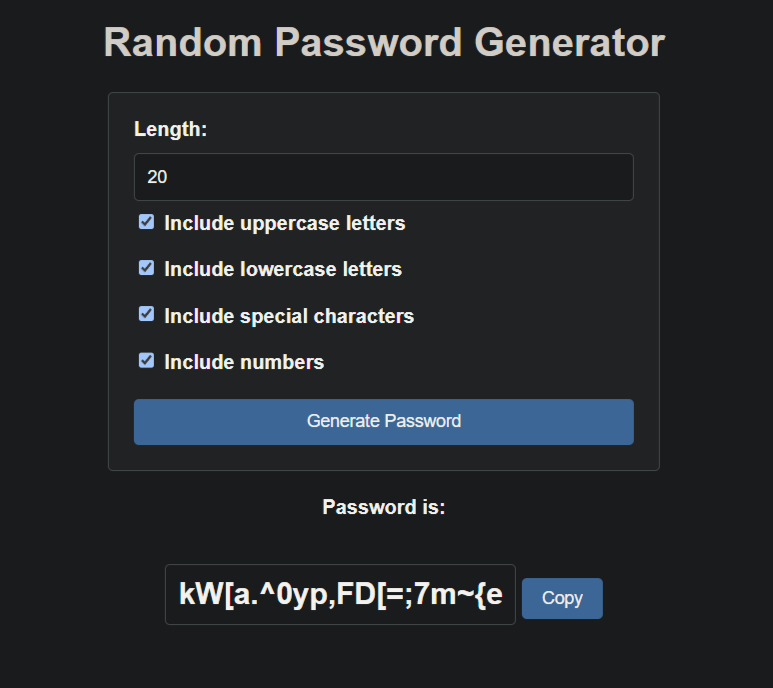 Random Password Generator
Length:
20
Include uppercase letters
Include lowercase letters
Include special characters
Include numbers
Generate Password
Password is:
kW[a.^0yp,FD[=;7m~{e
Copy